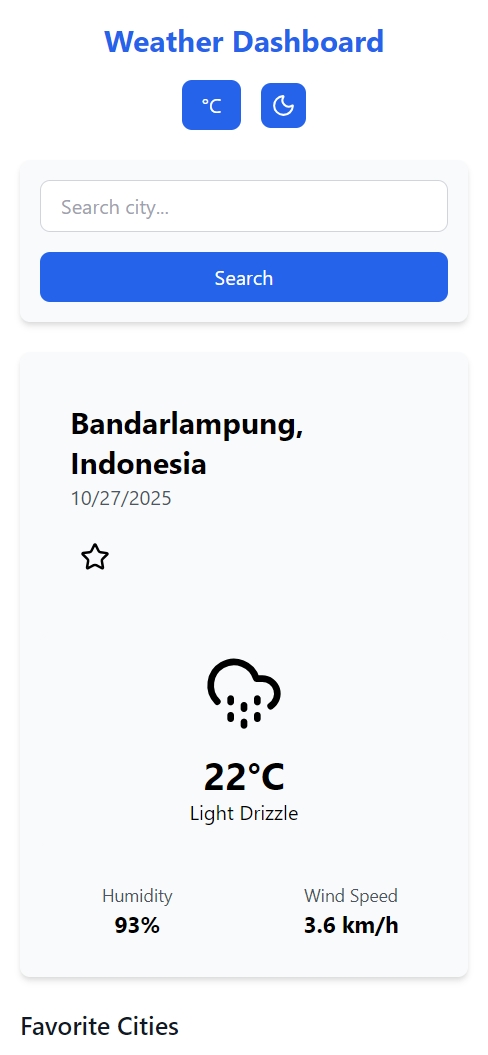 Weather Dashboard
°C
Search city...
Search
Bandarlampung,
Indonesia
10/27/2025
22°C
Light Drizzle
Humidity
Wind Speed
93%
3.6 km/h
Favorite Cities